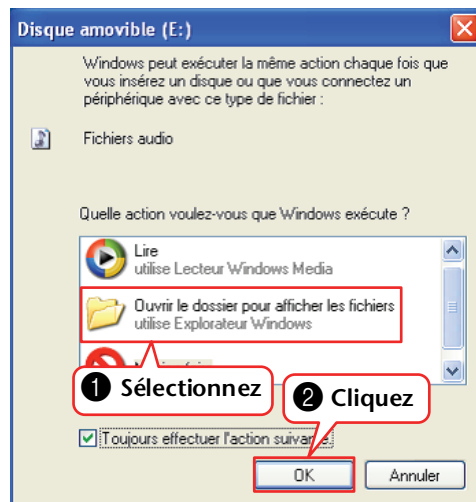 Disque amovible (E:)
Windows peut exécuter la même action chaque fois que
vous insérez un disque ou que vous connectez un
périphérique avec ce type de fichier :
Fichiers audio
Quelle action voulez-vous que Windows exécute ?
Lire
utilise Lecteur Windows Media
Ouvrir le dossier pour afficher les fichiers
utilise Explorateur Windows
1 Sélectionnez
2 Cliquez
Toujours effectuer l'action suivante.
OK
Annuler